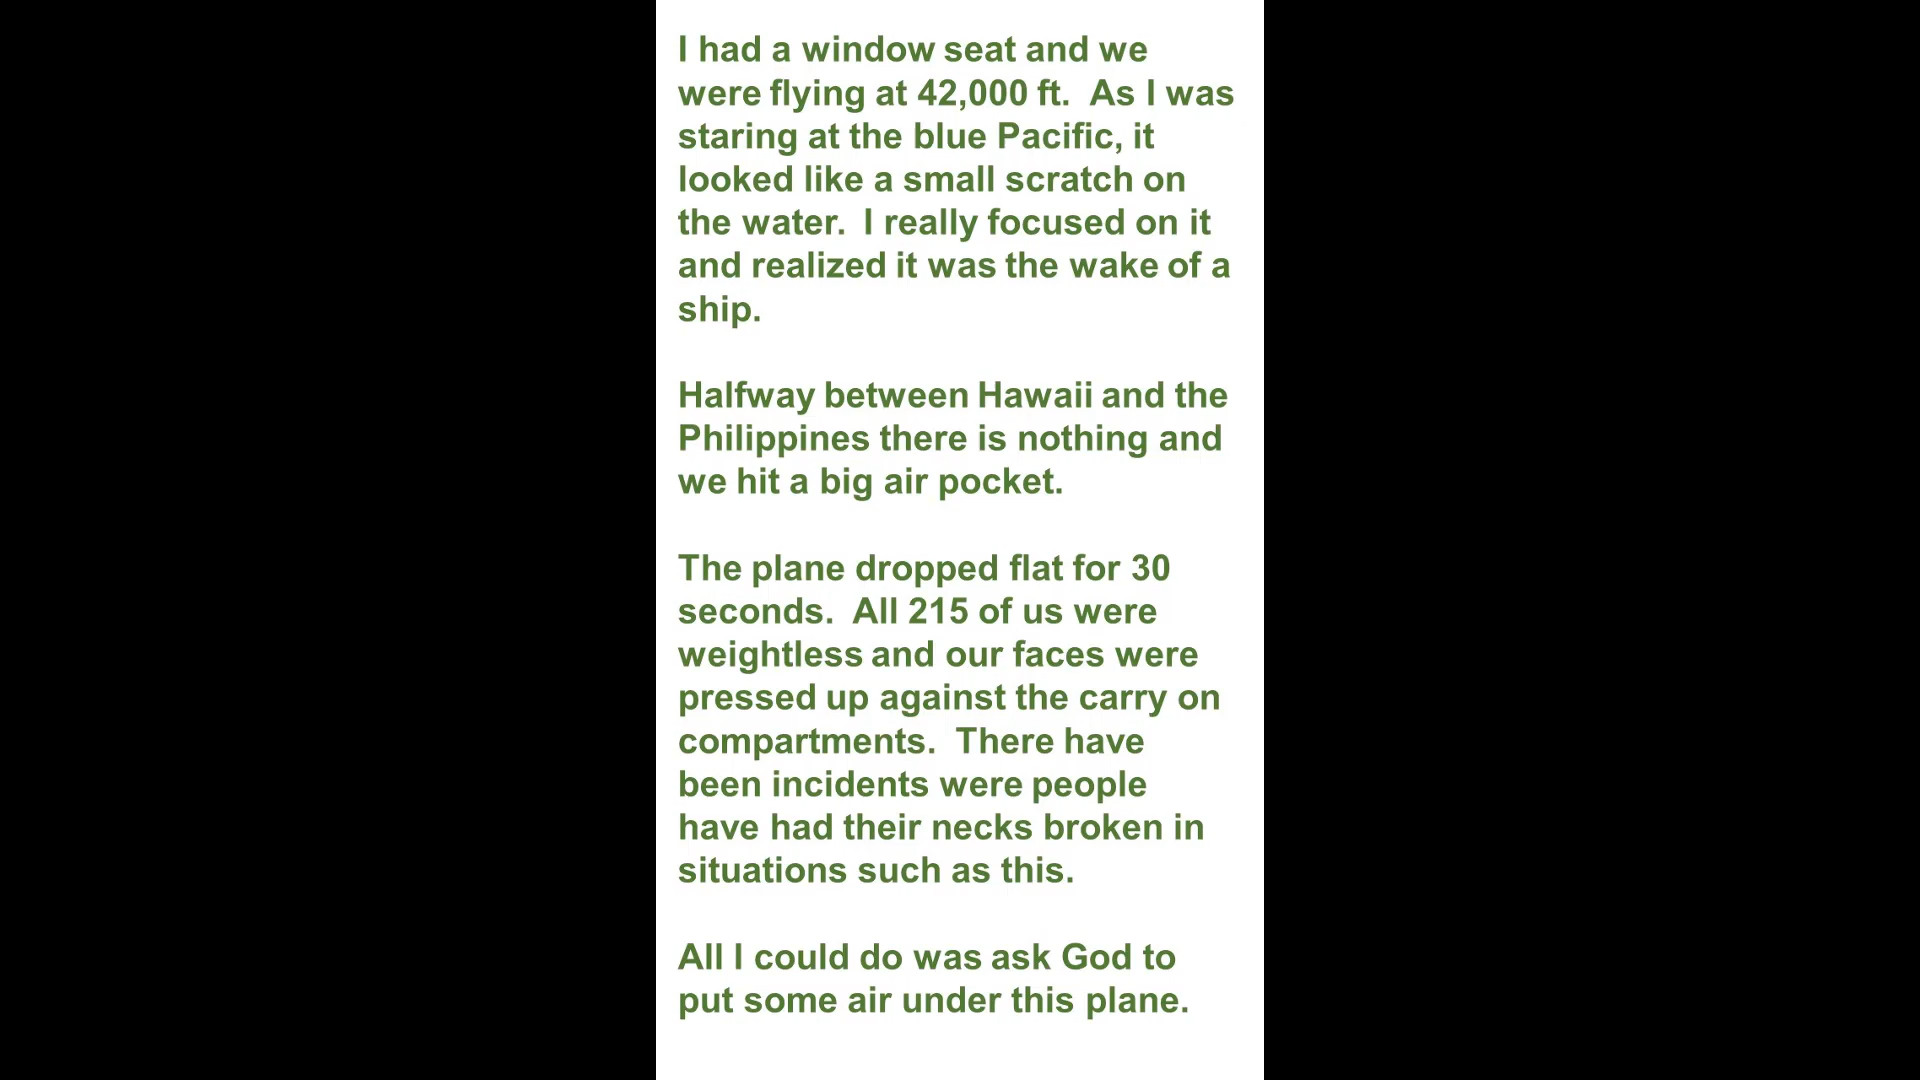 I had a window seat and we
were flying at 42,000 ft.  As I was
staring at the blue Pacific, it
looked like a small scratch on
the water.  I really focused on it
and realized it was the wake of a
ship.
Halfway between Hawaii and the
Philippines there is nothing and
we hit a big air pocket.
The plane dropped flat for 30
seconds.  All 215 of us were
weightless and our faces were
pressed up against the carry on
compartments.  There have
been incidents were people
have had their necks broken in
situations such as this.
All I could do was ask God to
put some air under this plane.